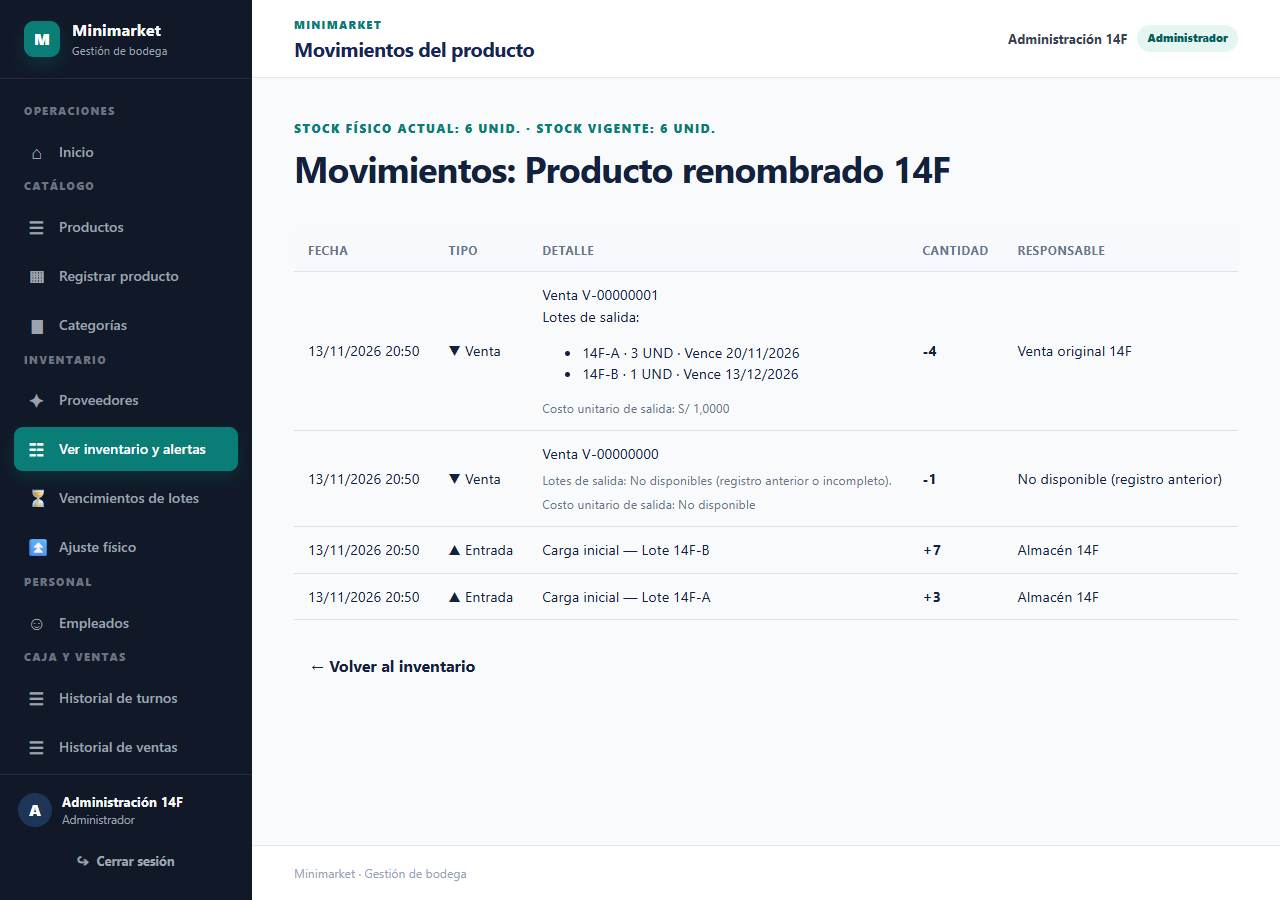 M
Minimarket
Gestión de bodega
OPERACIONES
Inicio
CATÁLOGO
Productos
Registrar producto
Categorías
INVENTARIO
Proveedores
Ver inventario y alertas
Vencimientos de lotes
Ajuste físico
PERSONAL
Empleados
CAJA Y VENTAS
Historial de turnos
Historial de ventas
A
Administración 14F
Administrador
↪ Cerrar sesión
MINIMARKET
Movimientos del producto
Administración 14F
Administrador
STOCK FÍSICO ACTUAL: 6 UNID. · STOCK VIGENTE: 6 UNID.
Movimientos: Producto renombrado 14F
FECHA TIPO DETALLE CANTIDAD RESPONSABLE
Venta V-00000001
Lotes de salida:
13/11/2026 20:50 ▼ Venta -4 Venta original 14F
• 14F-A · 3 UND · Vence 20/11/2026
• 14F-B · 1 UND · Vence 13/12/2026
Costo unitario de salida: S/ 1,0000
Venta V-00000000
13/11/2026 20:50 ▼ Venta Lotes de salida: No disponibles (registro anterior o incompleto). -1 No disponible (registro anterior)
Costo unitario de salida: No disponible
13/11/2026 20:50 ▲ Entrada Carga inicial — Lote 14F-B +7 Almacén 14F
13/11/2026 20:50 ▲ Entrada Carga inicial — Lote 14F-A +3 Almacén 14F
← Volver al inventario
Minimarket · Gestión de bodega